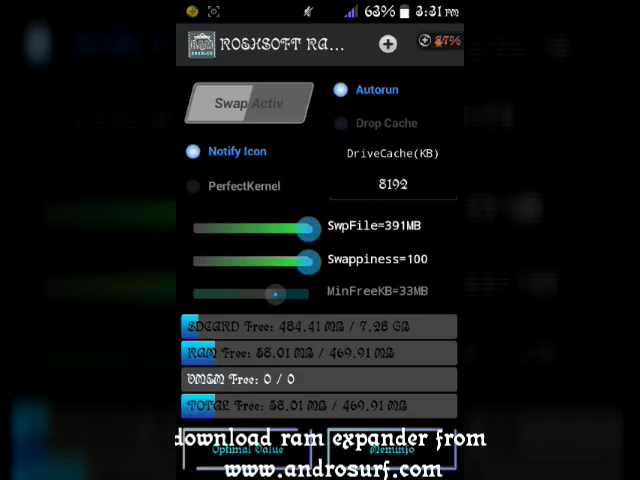 63% 3:31 PM
ROEHSOFT RA...
87%
Swap Activ
Autorun
Drop Cache
Notify Icon
DriveCache(KB)
PerfectKernel
8192
SwpFile=391MB
Swappiness=100
MinFreeKB=33MB
SDCARD Free: 484.41 MB / 7.28 GB
RAM Free: 58.01 MB / 469.91 MB
VMEM Free: 0 / 0
TOTAL Free: 58.01 MB / 469.91 MB
Optimal Value
Meminfo
download ram expander from
www.androsurf.com